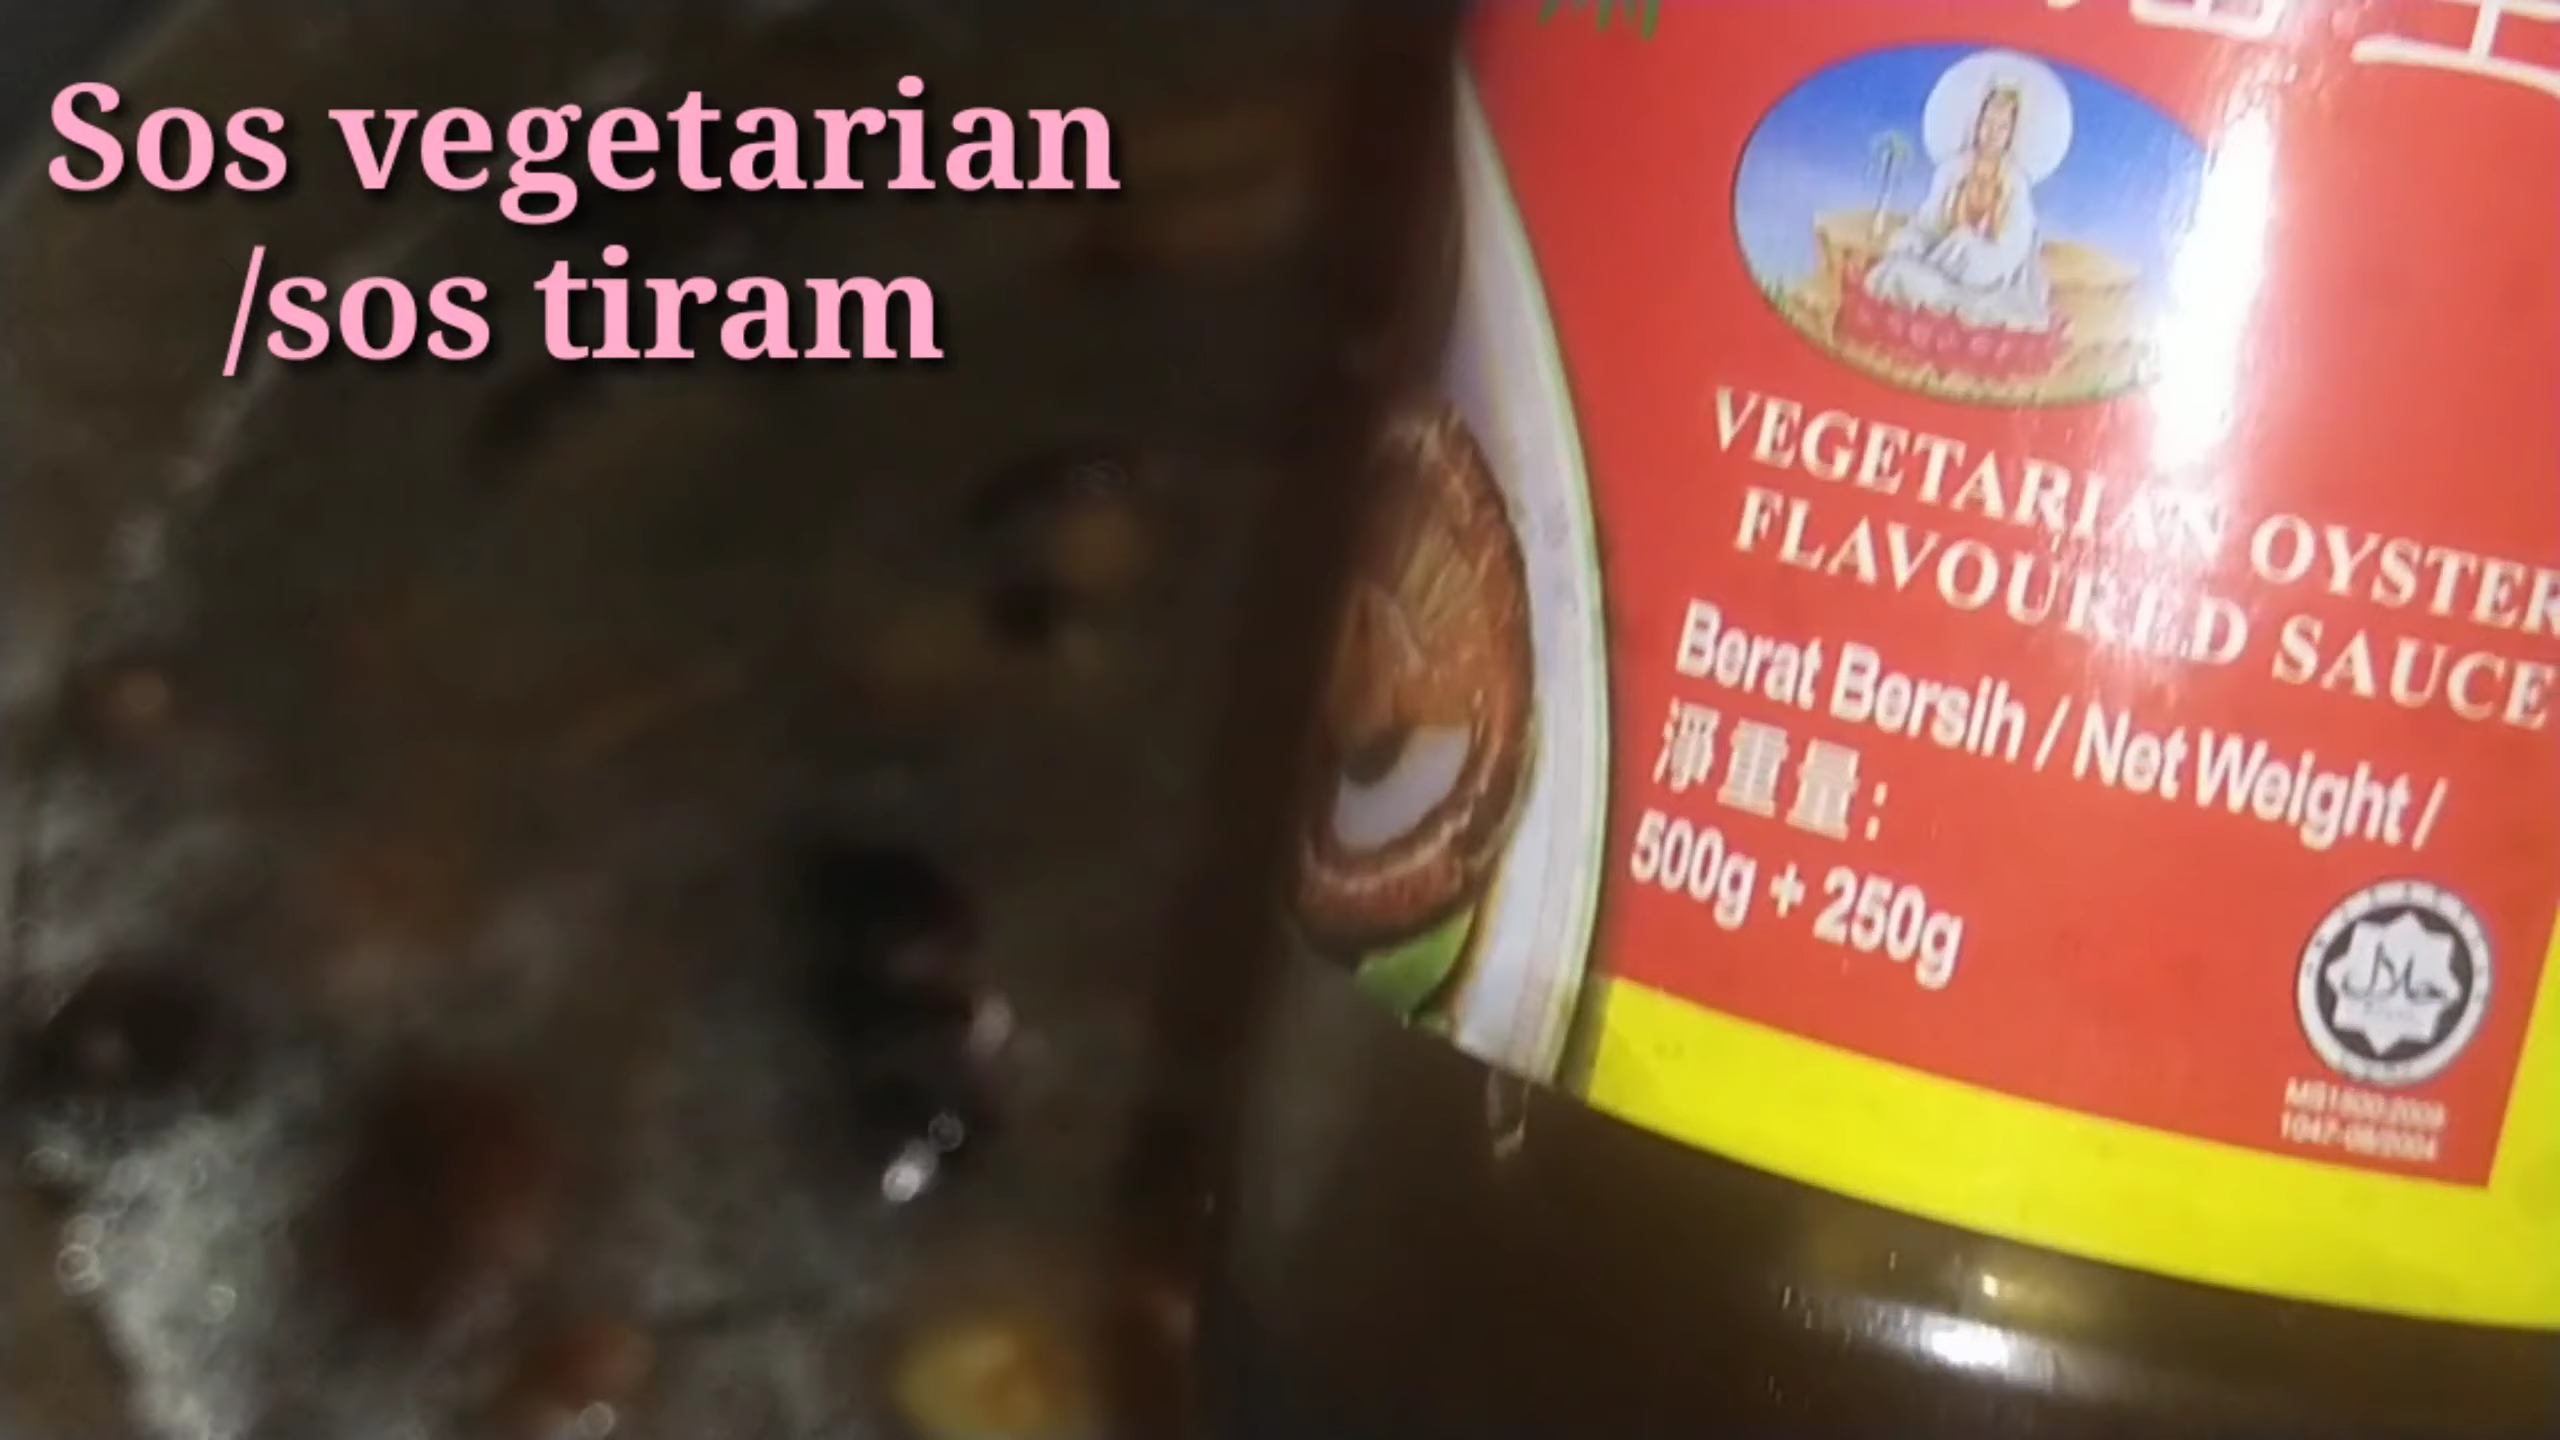 Sos vegetarian
/sos tiram
VEGETARIAN OYSTER
FLAVOURED SAUCE
Berat Bersih / Net Weight /
淨重量:
500g + 250g